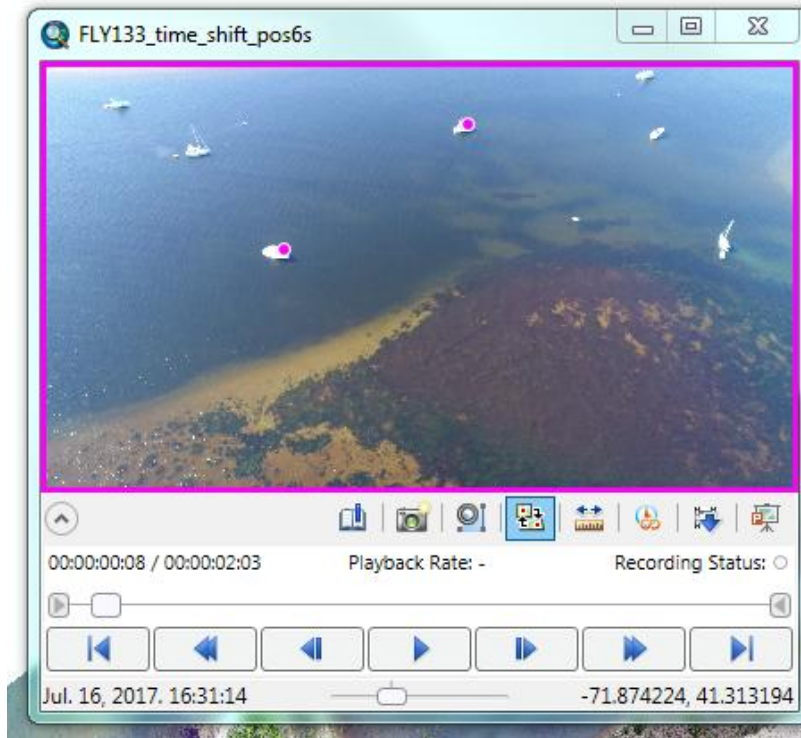 FLY133_time_shift_pos6s
00:00:00:08 / 00:00:02:03 Playback Rate: - Recording Status:
Jul. 16, 2017. 16:31:14 -71.874224, 41.313194